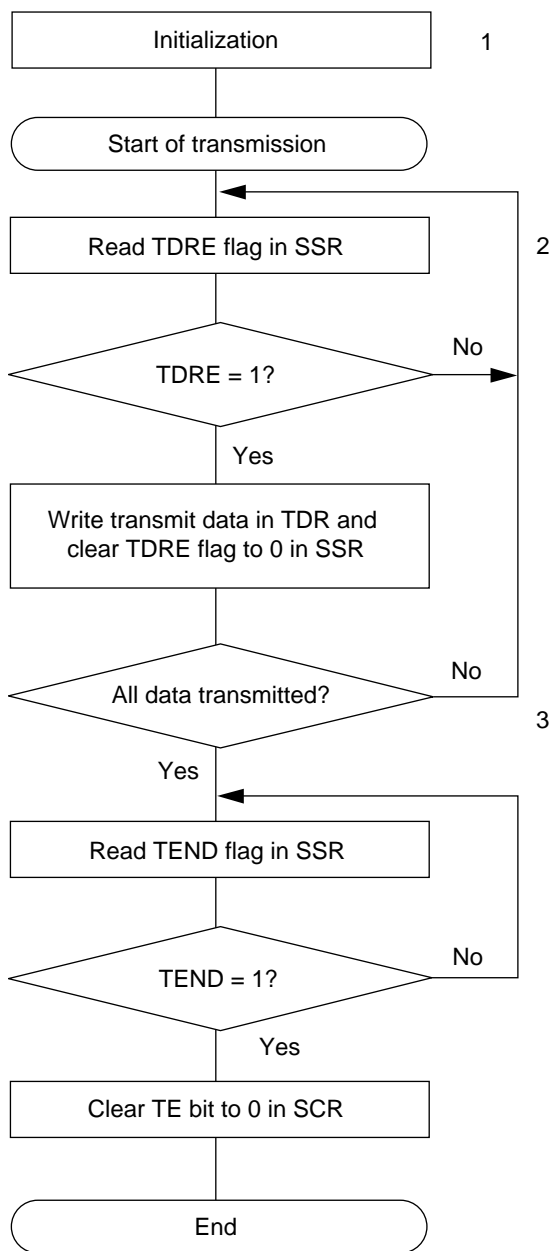 Initialization
1
Start of transmission
Read TDRE flag in SSR
2
TDRE = 1?
No
Yes
Write transmit data in TDR and
clear TDRE flag to 0 in SSR
All data transmitted?
No
3
Yes
Read TEND flag in SSR
TEND = 1?
No
Yes
Clear TE bit to 0 in SCR
End